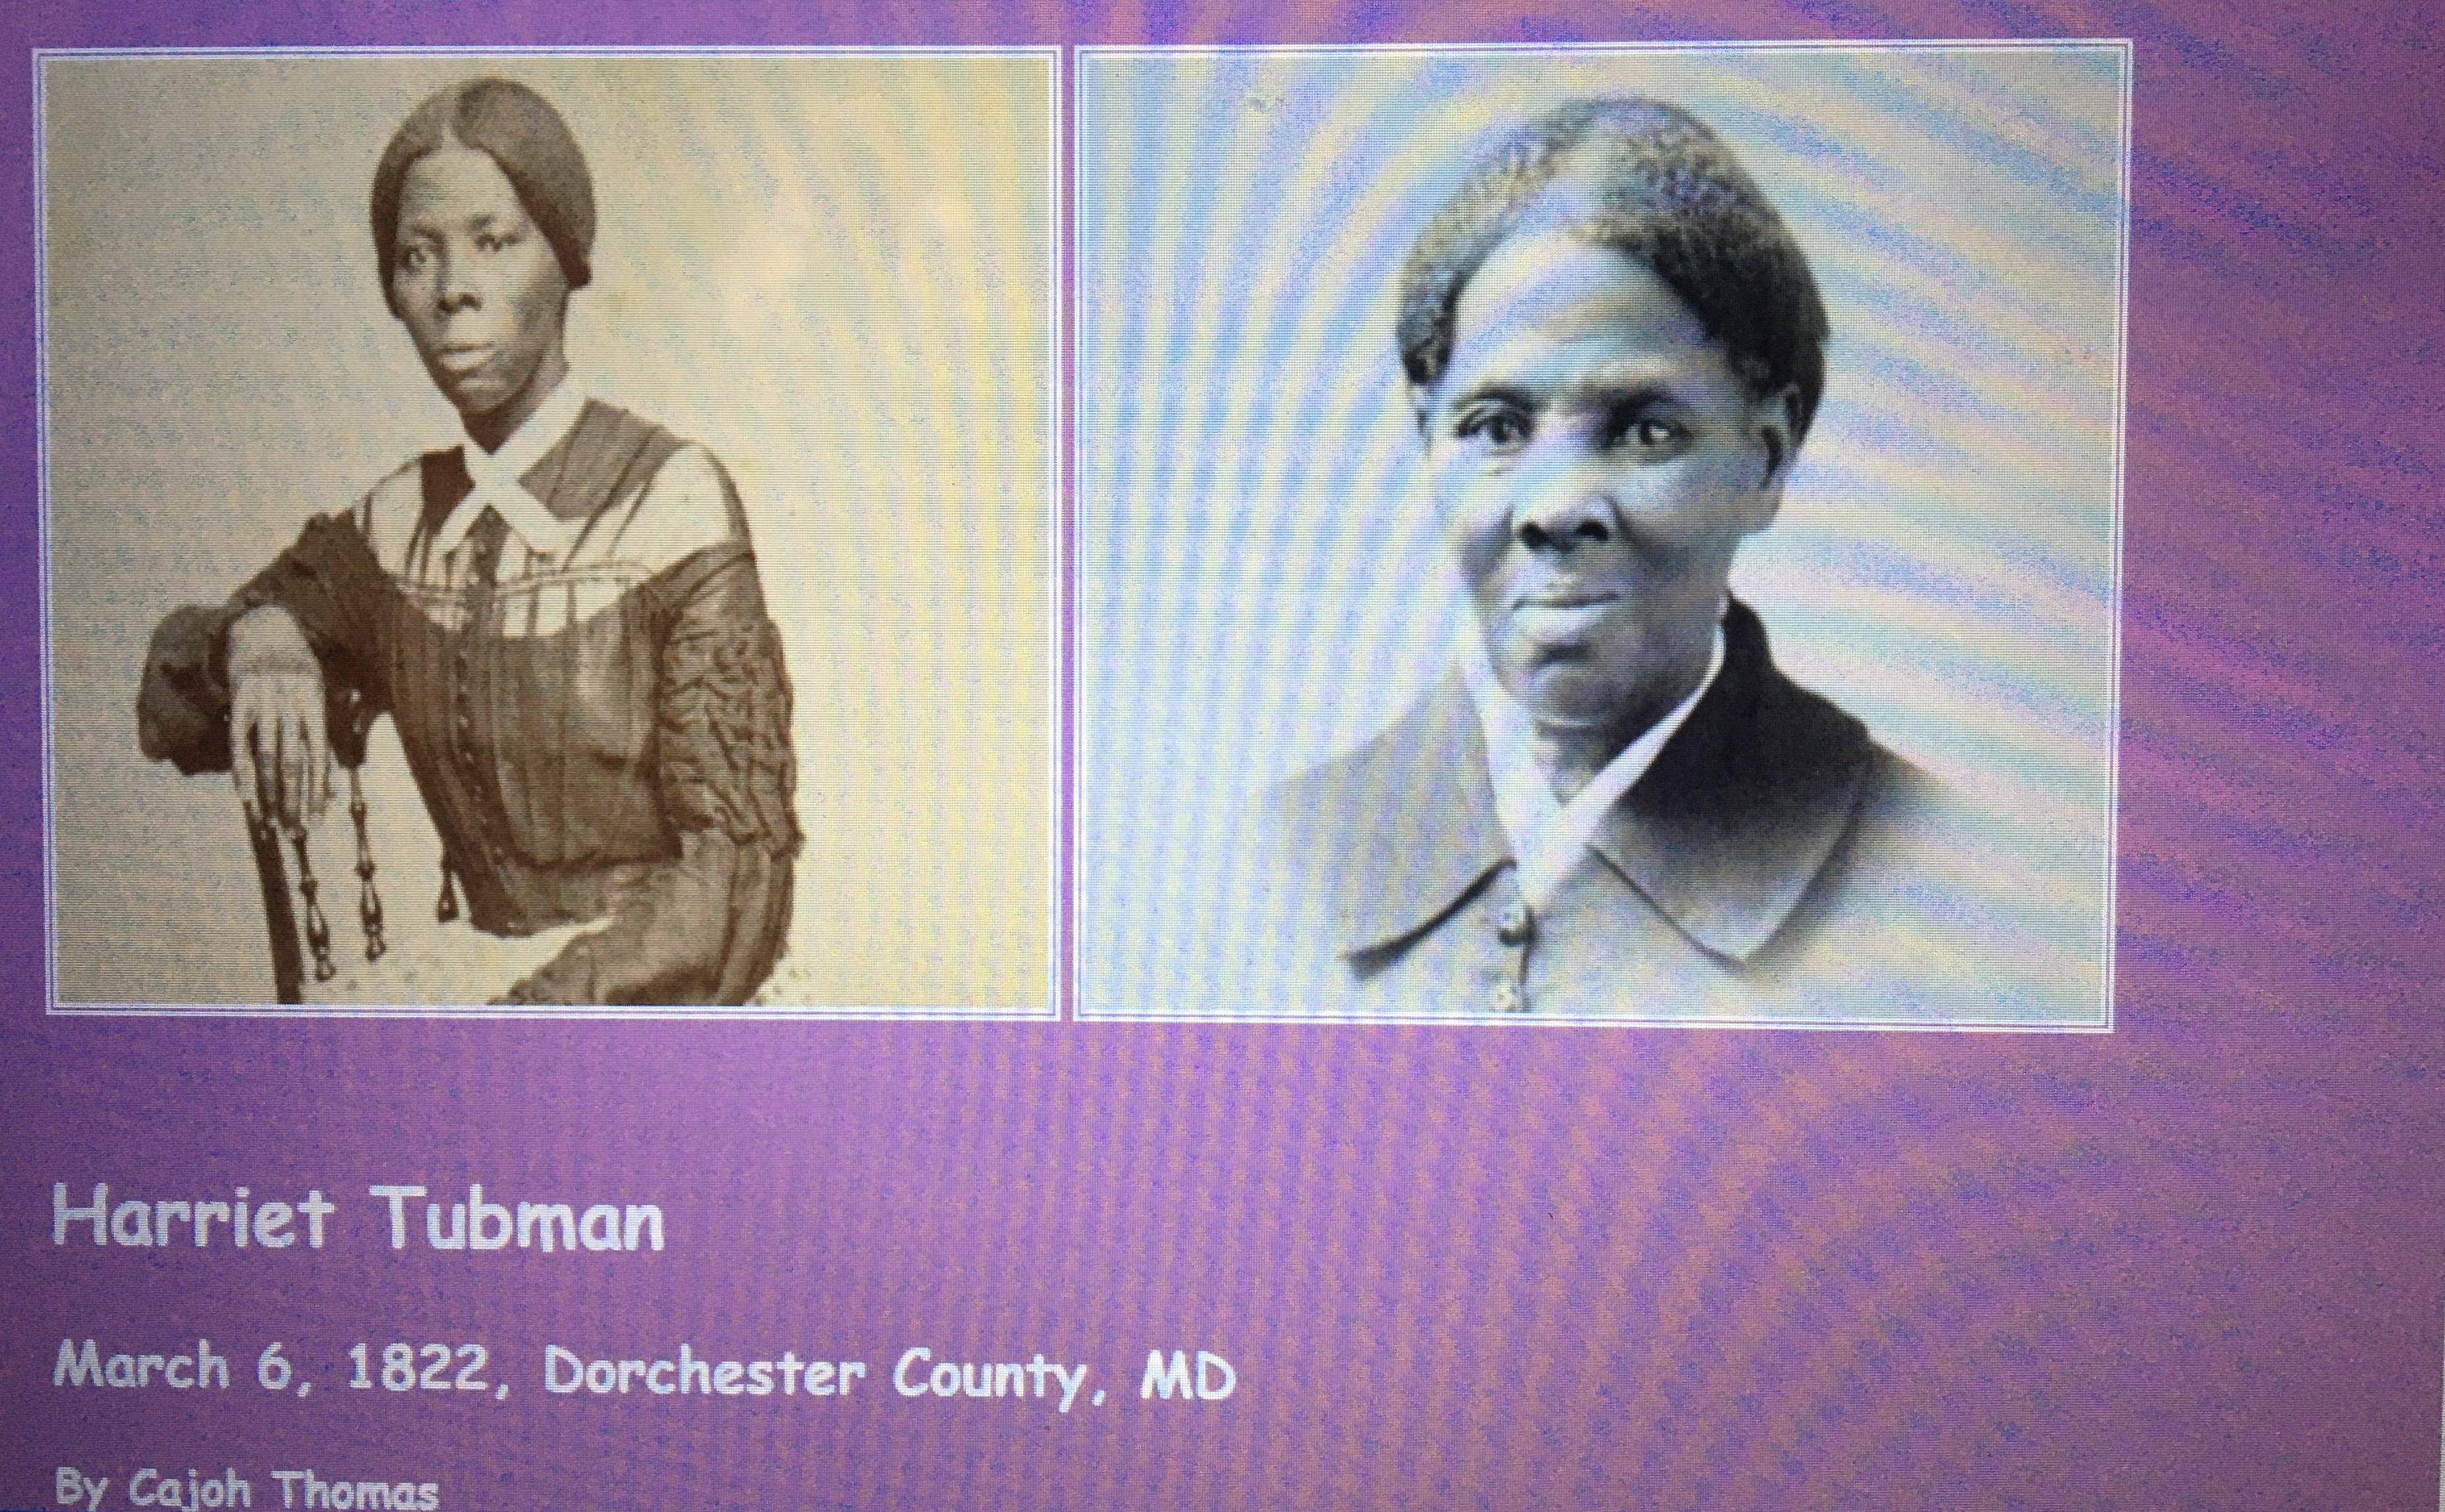 Harriet Tubman
March 6, 1822, Dorchester County, MD
By Cajoh Thomas